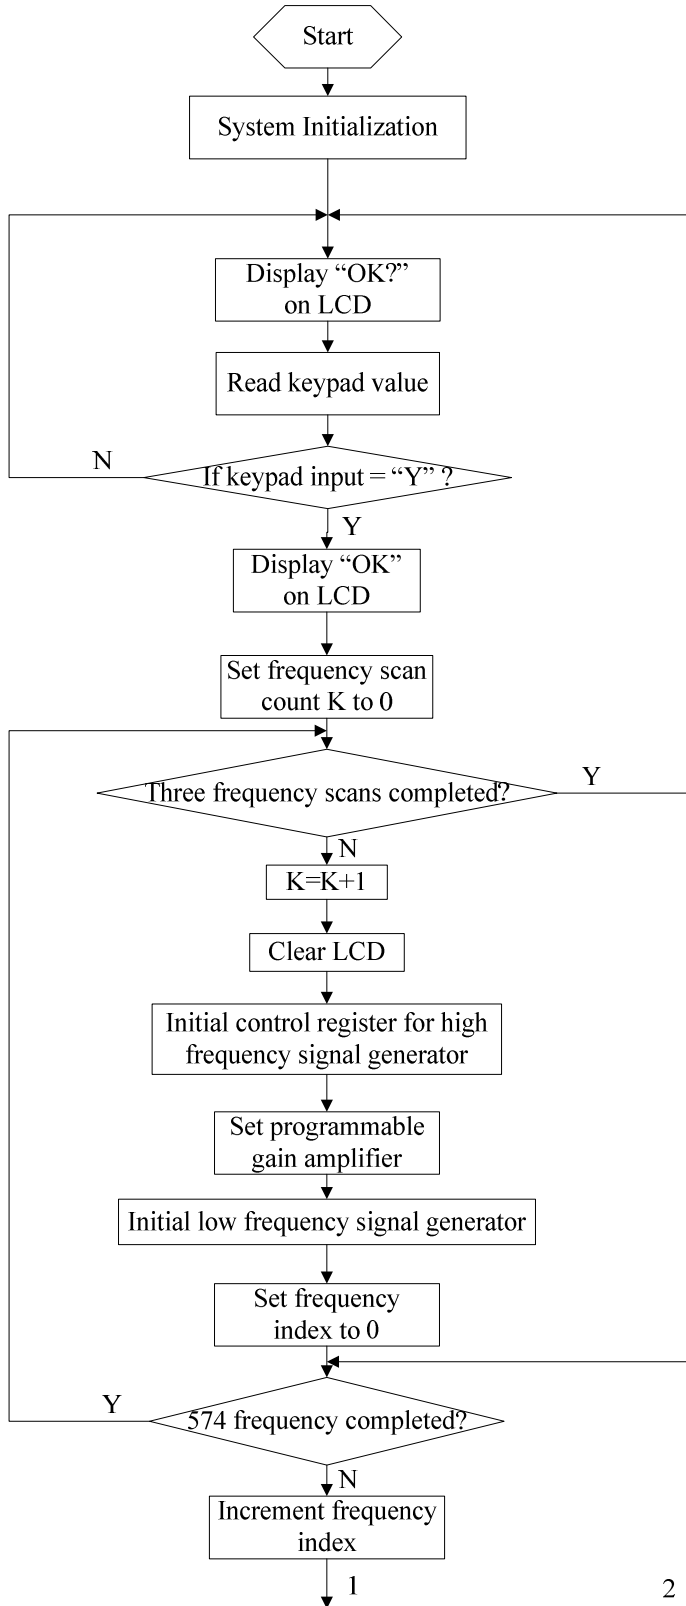 Start
System Initialization
Display “OK?”
on LCD
Read keypad value
N
If keypad input = “Y” ?
Y
Display “OK”
on LCD
Set frequency scan
count K to 0
Three frequency scans completed?
Y
N
K=K+1
Clear LCD
Initial control register for high
frequency signal generator
Set programmable
gain amplifier
Initial low frequency signal generator
Set frequency
index to 0
Y
574 frequency completed?
N
Increment frequency
index
1
2